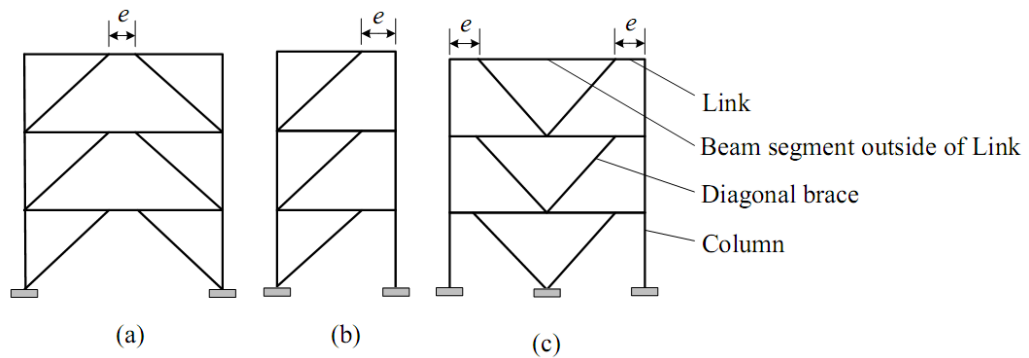 e
e
e
e
Link
Beam segment outside of Link
Diagonal brace
Column
(a)
(b)
(c)